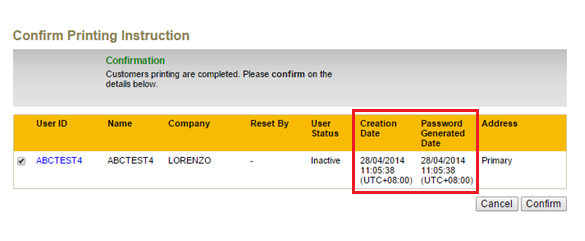 Confirm Printing Instruction
Confirmation
Customers printing are completed. Please confirm on the
details below.
User ID Name Company Reset By User Status Creation Date Password Generated Date Address
ABCTEST4 ABCTEST4 LORENZO - Inactive 28/04/2014 11:05:38 (UTC+08:00) 28/04/2014 11:05:38 (UTC+08:00) Primary
Cancel Confirm